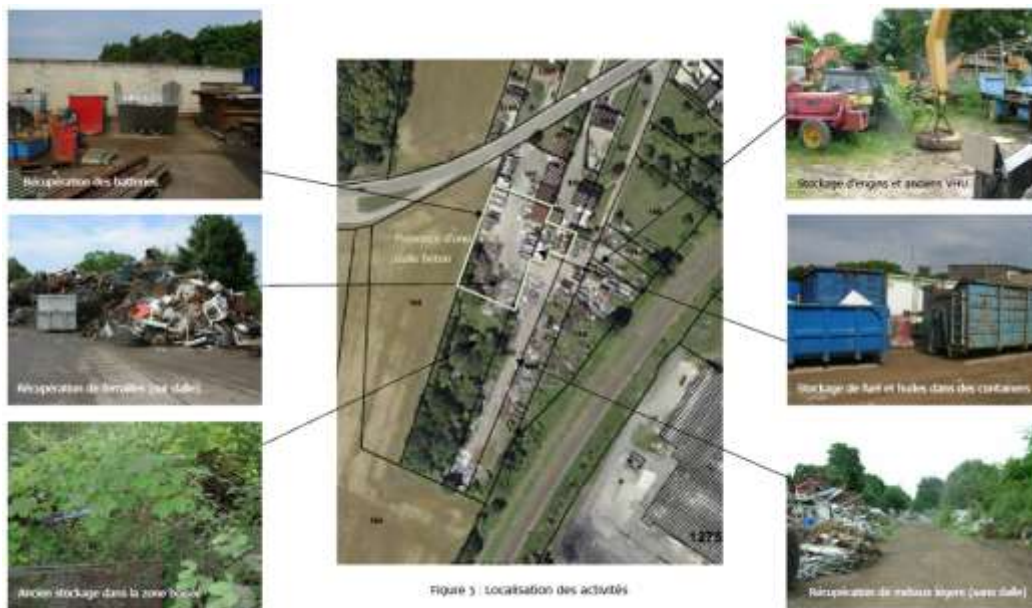 Récupération des batteries
Récupération de ferrailles (sur dalle)
Ancien stockage dans la zone boisée
Présence d'une
dalle béton
Stockage d'engins et anciens VHU
Stockage de fuel et huiles dans des containers
Récupération de métaux légers (sans dalle)
1275
Figure 3 : Localisation des activités